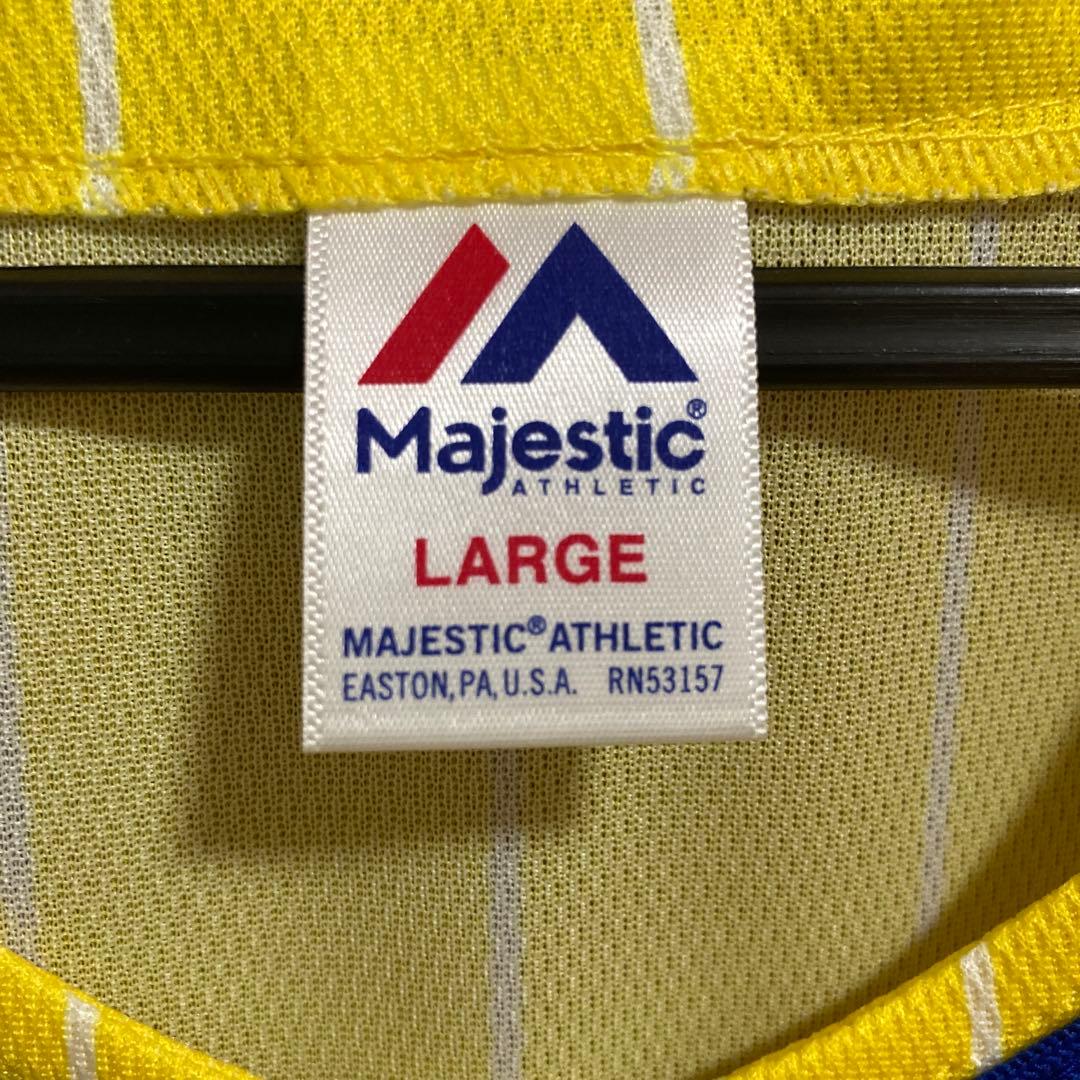 Majestic®
ATHLETIC
LARGE
MAJESTIC® ATHLETIC
EASTON, PA, U.S.A. RN53157